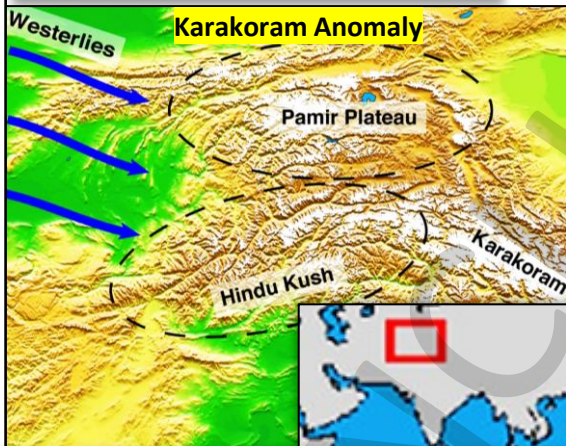 Karakoram Anomaly
Westerlies
Pamir Plateau
Karakoram
Hindu Kush